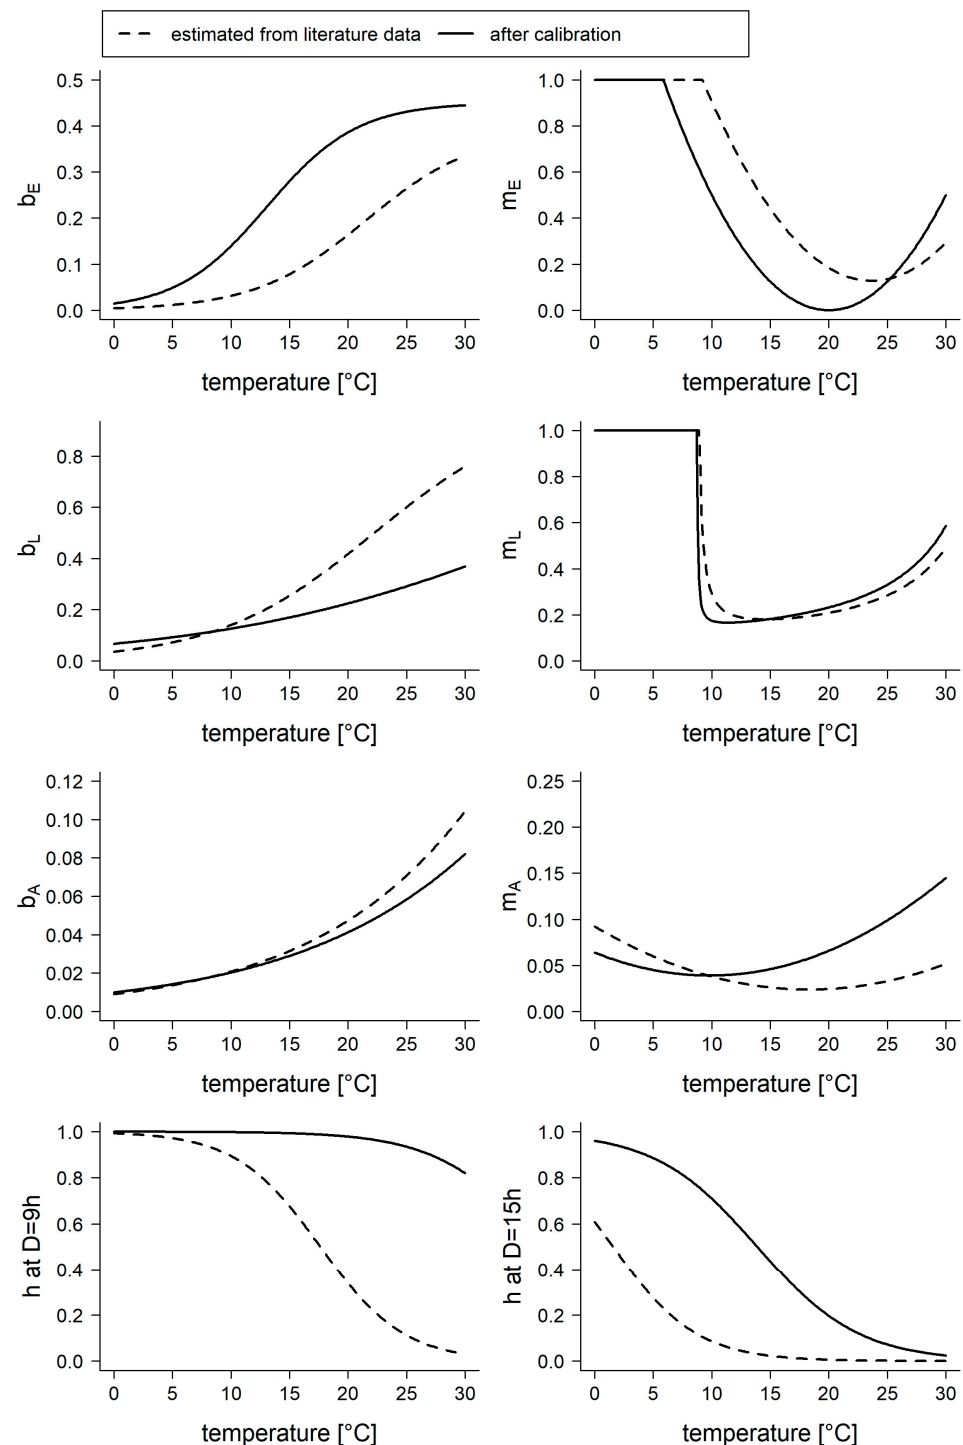 estimated from literature data after calibration
0.5 1.0
0.4 0.8
0.3 0.6
0.2 0.4
0.1 0.2
0.0 0.0
b_E m_E
0 5 10 15 20 25 30 0 5 10 15 20 25 30
temperature [°C] temperature [°C]
1.0
0.8 0.8
0.6 0.6
0.4 0.4
0.2 0.2
0.0 0.0
b_L m_L
0 5 10 15 20 25 30 0 5 10 15 20 25 30
temperature [°C] temperature [°C]
0.12 0.25
0.10 0.20
0.08 0.15
0.06 0.10
0.04 0.05
0.02 0.00
0.00
b_A m_A
0 5 10 15 20 25 30 0 5 10 15 20 25 30
temperature [°C] temperature [°C]
1.0 1.0
0.8 0.8
0.6 0.6
0.4 0.4
0.2 0.2
0.0 0.0
h at D=9h h at D=15h
0 5 10 15 20 25 30 0 5 10 15 20 25 30
temperature [°C] temperature [°C]